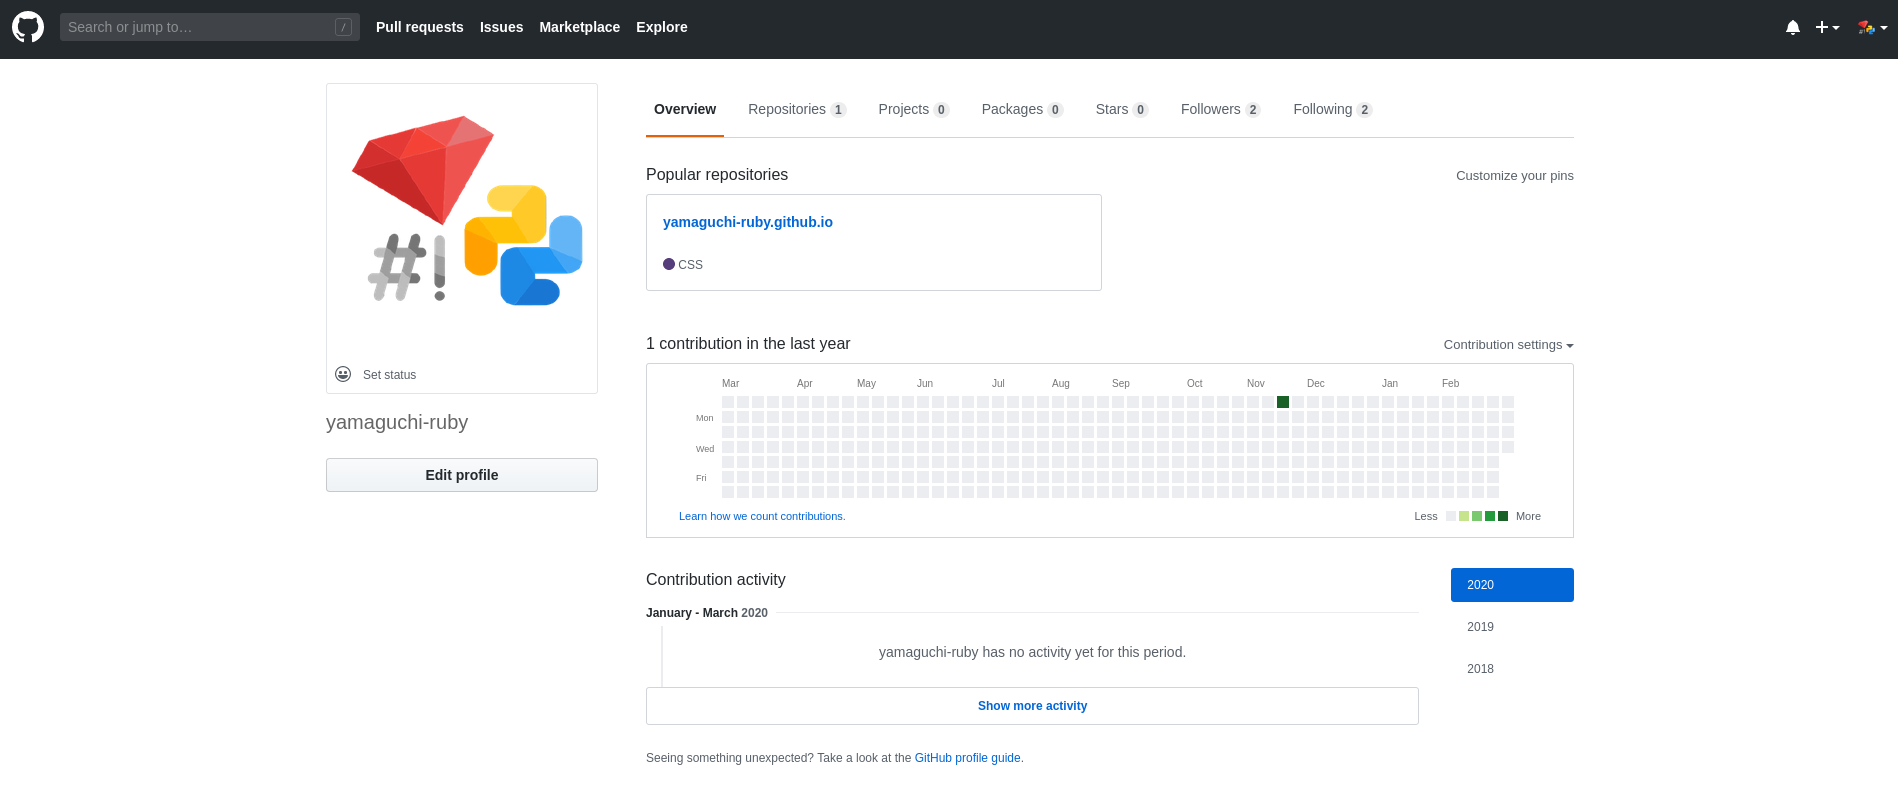 Search or jump to…
/
Pull requests
Issues
Marketplace
Explore
#!
Set status
yamaguchi-ruby
Edit profile
Overview
Repositories 1
Projects 0
Packages 0
Stars 0
Followers 2
Following 2
Popular repositories
Customize your pins
yamaguchi-ruby.github.io
CSS
1 contribution in the last year
Contribution settings
Mar Apr May Jun Jul Aug Sep Oct Nov Dec Jan Feb
Mon
Wed
Fri
Learn how we count contributions.
Less
More
Contribution activity
2020
2019
2018
January - March 2020
yamaguchi-ruby has no activity yet for this period.
Show more activity
Seeing something unexpected? Take a look at the GitHub profile guide.